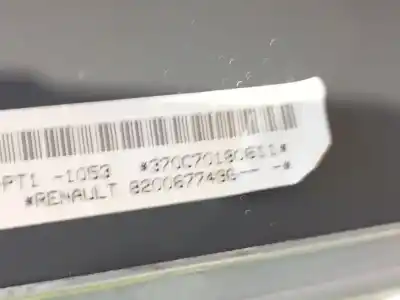 -PT1 -1053 *370C70180611*
*RENAULT 8200677496-- -*